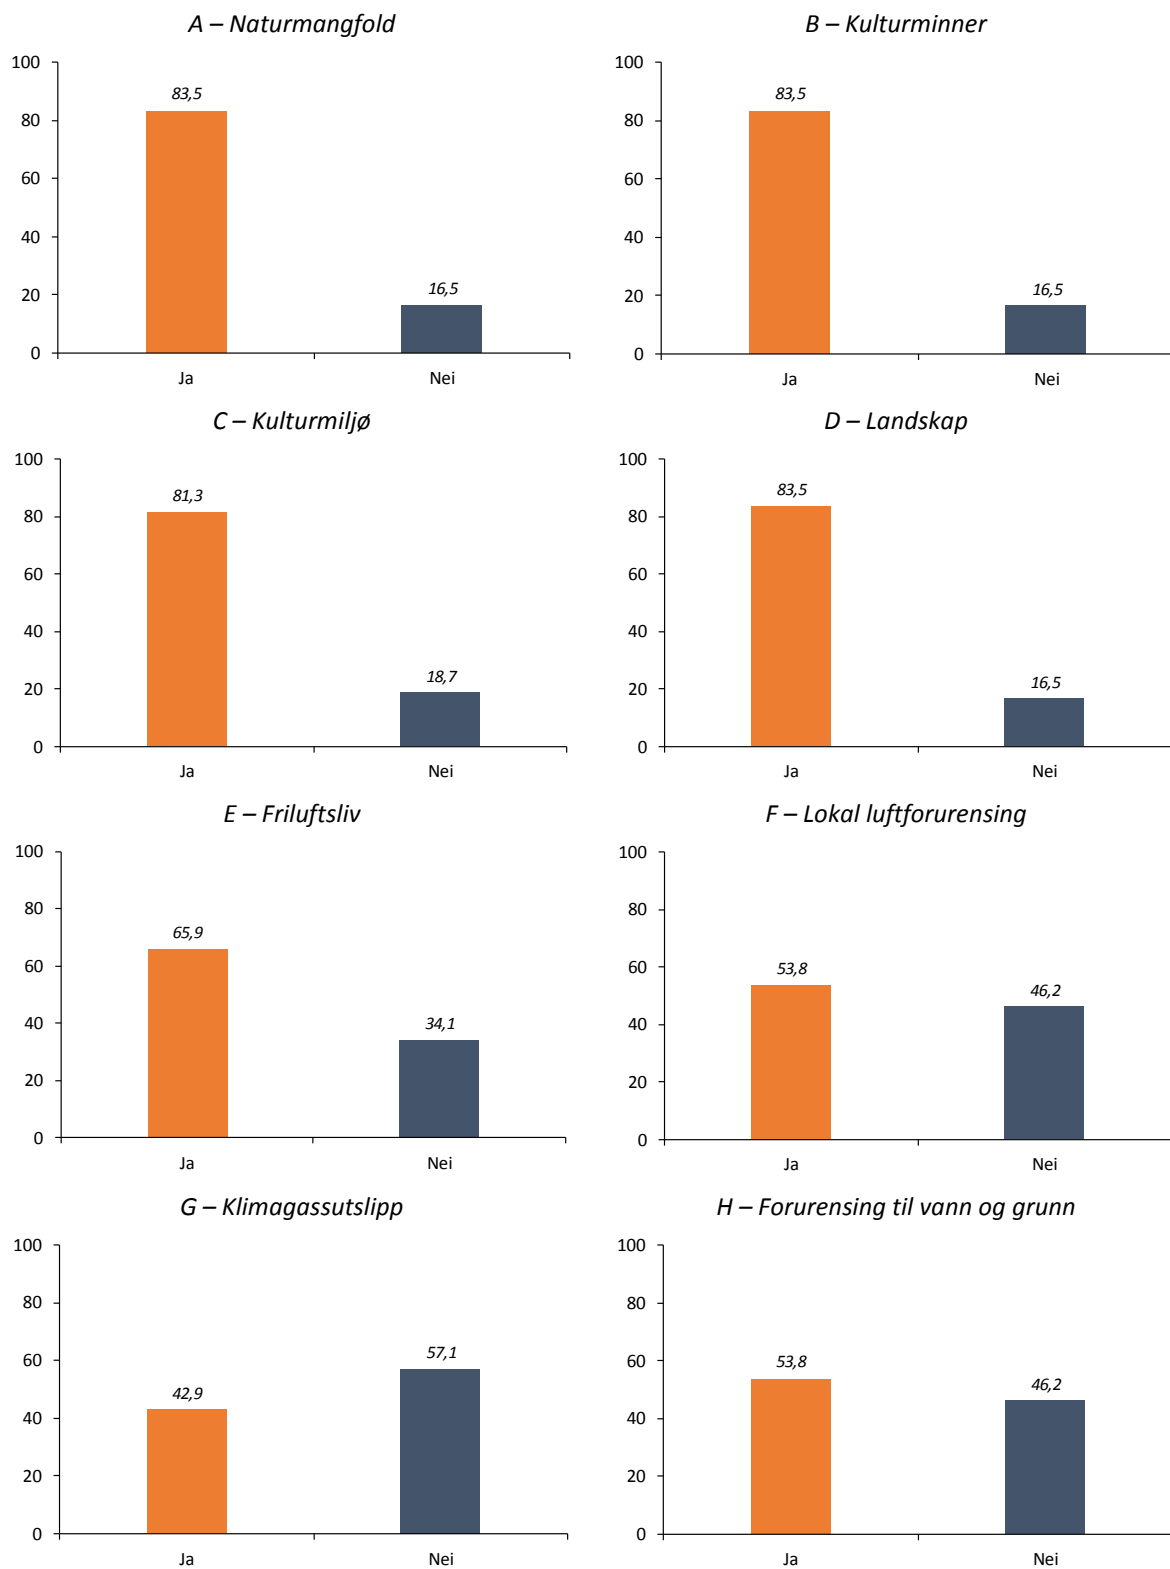 A – Naturmangfold
100
80
60
40
20
0
83,5
16,5
Ja
Nei
B – Kulturminner
100
80
60
40
20
0
83,5
16,5
Ja
Nei
C – Kulturmiljø
100
80
60
40
20
0
81,3
18,7
Ja
Nei
D – Landskap
100
80
60
40
20
0
83,5
16,5
Ja
Nei
E – Friluftsliv
100
80
60
40
20
0
65,9
34,1
Ja
Nei
F – Lokal luftforurensing
100
80
60
40
20
0
53,8
46,2
Ja
Nei
G – Klimagassutslipp
100
80
60
40
20
0
42,9
57,1
Ja
Nei
H – Forurensing til vann og grunn
100
80
60
40
20
0
53,8
46,2
Ja
Nei